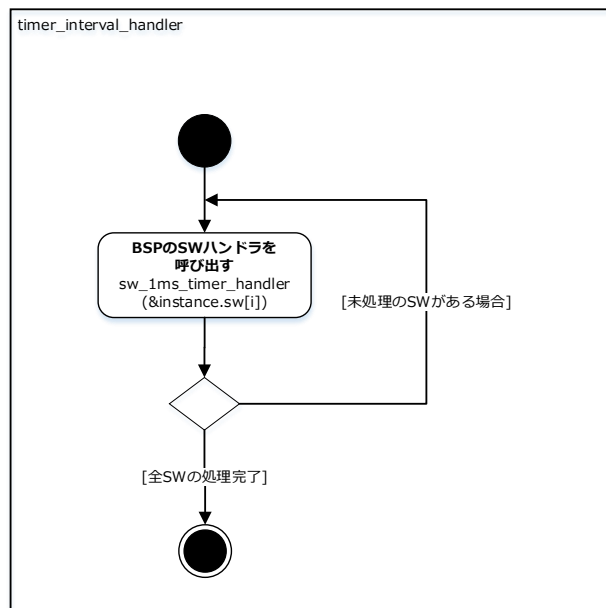 timer_interval_handler
BSPのSWハンドラを
呼び出す
sw_1ms_timer_handler
(&instance.sw[i])
[未処理のSWがある場合]
[全SWの処理完了]